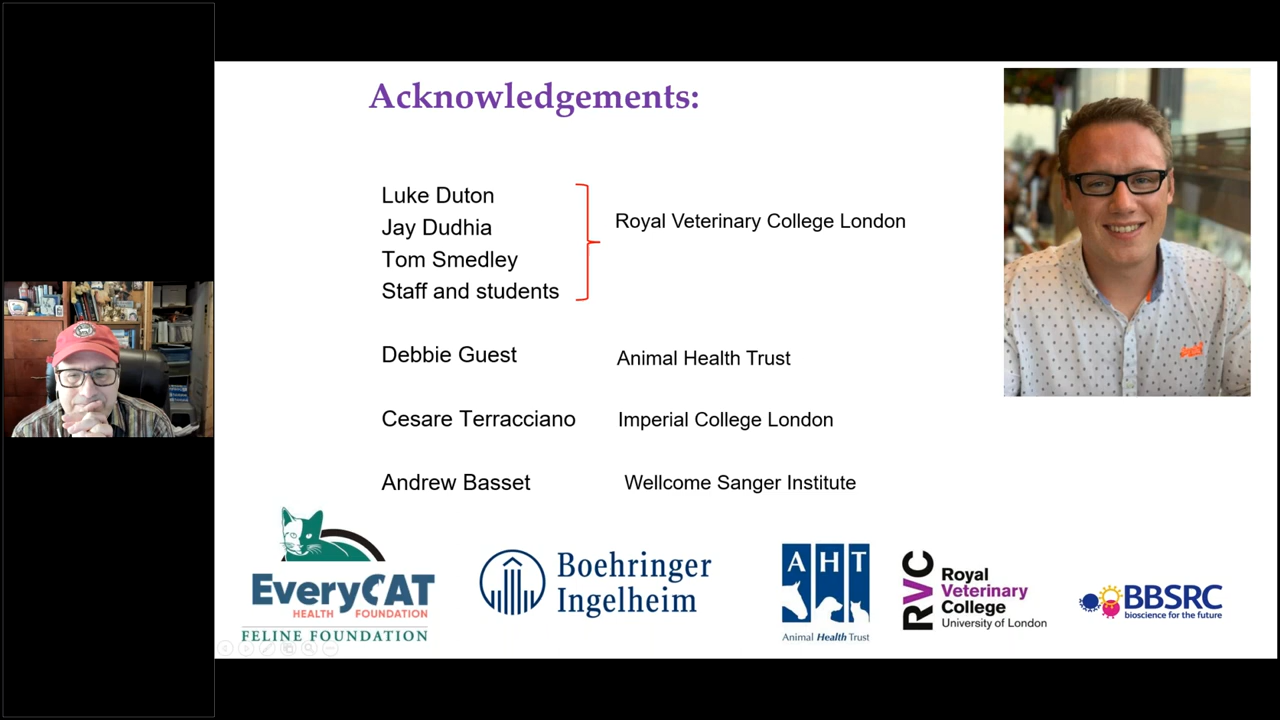 Acknowledgements:
Luke Duton
Jay Dudhia
Tom Smedley
Staff and students
Royal Veterinary College London
Debbie Guest
Animal Health Trust
Cesare Terracciano
Imperial College London
Andrew Basset
Wellcome Sanger Institute
EveryCAT
HEALTH FOUNDATION
FELINE FOUNDATION
Boehringer
Ingelheim
AHT
Animal Health Trust
RVC
Royal
Veterinary
College
University of London
BBSRC
bioscience for the future